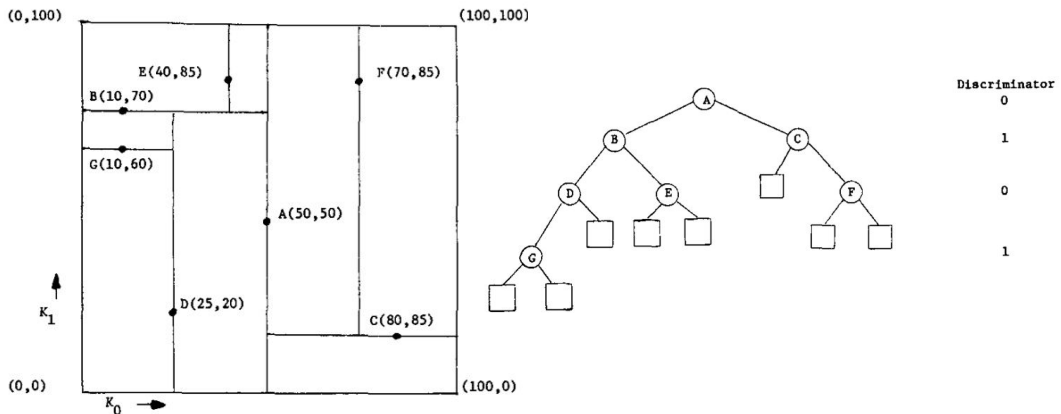 (0,100)
(100,100)
E(40,85)
F(70,85)
B(10,70)
G(10,60)
A(50,50)
D(25,20)
K1
C(80,85)
(0,0)
(100,0)
K0
Discriminator
A
0
B
C
1
D
E
F
0
G
1